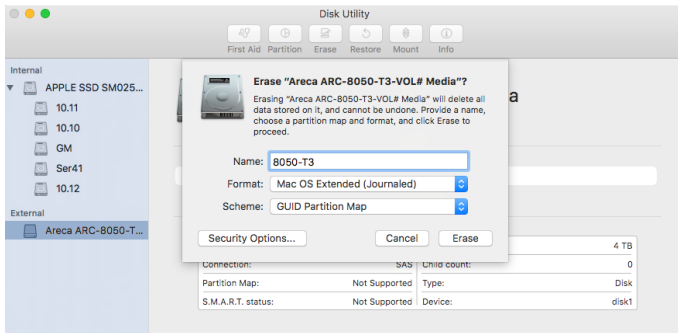 Disk Utility
First Aid Partition Erase Restore Mount Info
Internal
APPLE SSD SM025...
10.11
10.10
GM
Ser41
10.12
External
Areca ARC-8050-T...
Erase “Areca ARC-8050-T3-VOL# Media”?
Erasing “Areca ARC-8050-T3-VOL# Media” will delete all
data stored on it, and cannot be undone. Provide a name,
choose a partition map and format, and click Erase to
proceed.
Name: 8050-T3
Format: Mac OS Extended (Journaled)
Scheme: GUID Partition Map
Security Options... Cancel Erase
a
4 TB
Connection: SAS Child count: 0
Partition Map: Not Supported Type: Disk
S.M.A.R.T. status: Not Supported Device: disk1